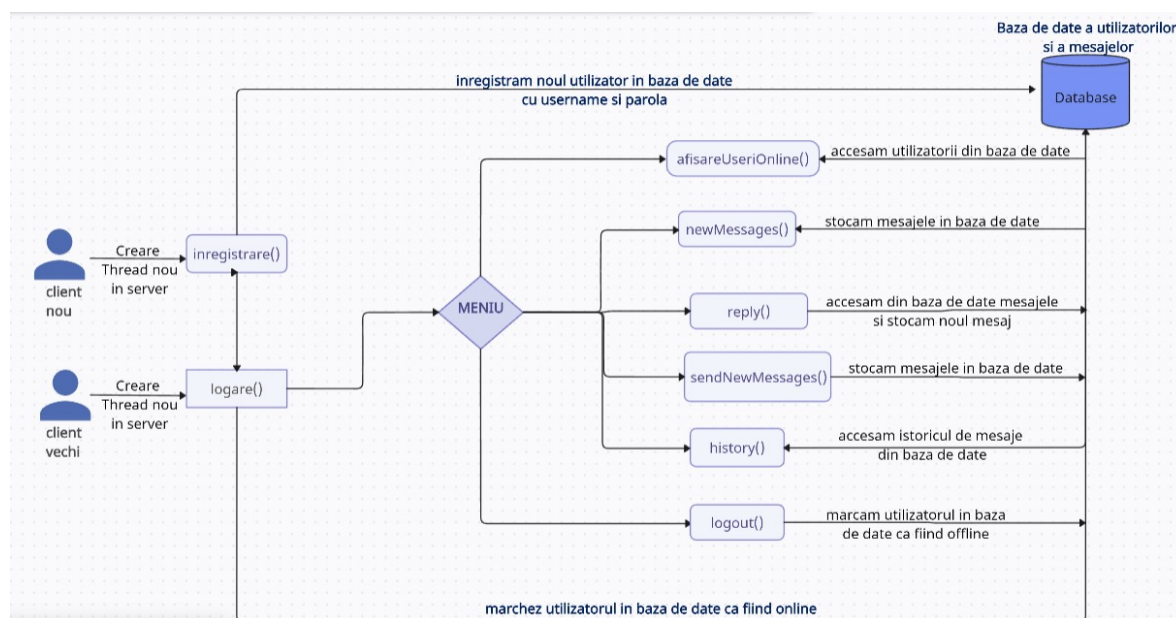 Baza de date a utilizatorilor
si a mesajelor
inregistram noul utilizator in baza de date
cu username si parola
Database
afisareUseriOnline()
accesam utilizatorii din baza de date
newMessages()
stocam mesajele in baza de date
Creare
Thread nou
in server
inregistrare()
client
nou
MENIU
reply()
accesam din baza de date mesajele
si stocam noul mesaj
sendNewMessages()
stocam mesajele in baza de date
Creare
Thread nou
in server
logare()
client
vechi
history()
accesam istoricul de mesaje
din baza de date
logout()
marcam utilizatorul in baza
de date ca fiind offline
marchez utilizatorul in baza de date ca fiind online